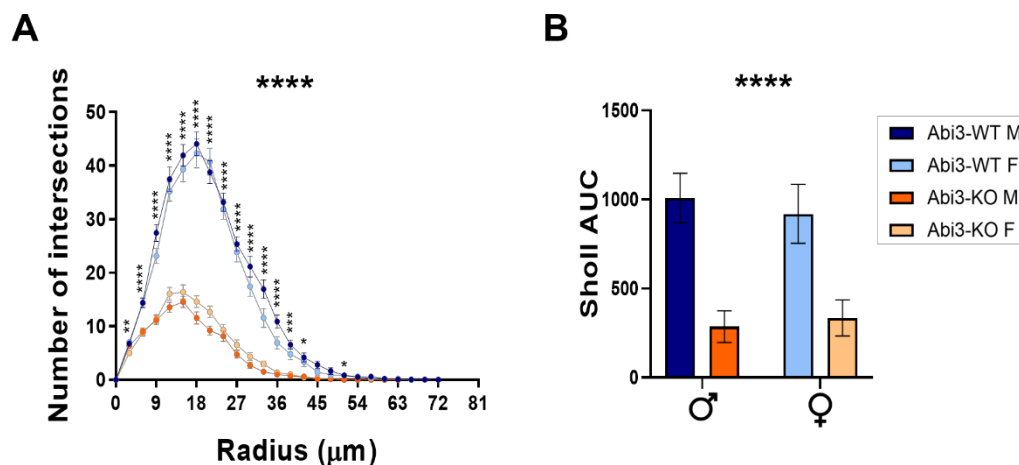 A
****
Number of intersections
50
40
30
20
10
0
** **** **** **** **** **** **** **** **** **** **** **** *** * *
0 9 18 27 36 45 54 63 72 81
Radius (μm)
B
****
Sholl AUC
1500
1000
500
0
♂ ♀
Abi3-WT M
Abi3-WT F
Abi3-KO M
Abi3-KO F